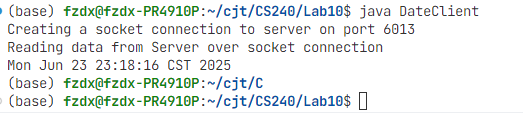 (base) fzdx@fzdx-PR4910P:~/cjt/CS240/Lab10$ java DateClient
Creating a socket connection to server on port 6013
Reading data from Server over socket connection
Mon Jun 23 23:18:16 CST 2025
(base) fzdx@fzdx-PR4910P:~/cjt/C
(base) fzdx@fzdx-PR4910P:~/cjt/CS240/Lab10$